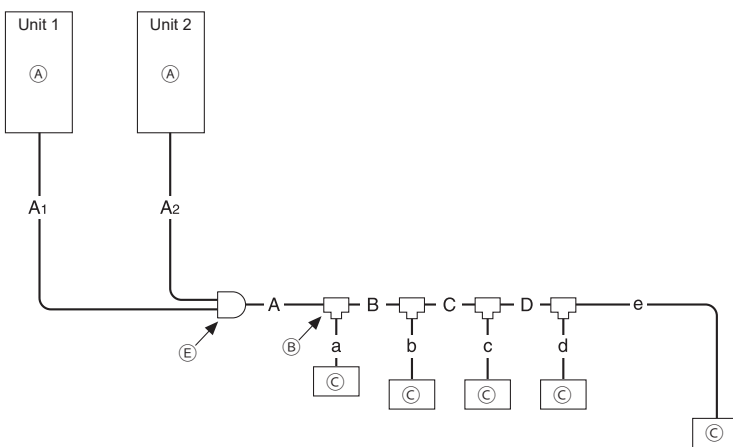 Unit 1 Unit 2
Ⓐ Ⓐ
A1 A2
A B C D e
Ⓔ Ⓑ a b c d
Ⓒ Ⓒ Ⓒ Ⓒ
Ⓒ